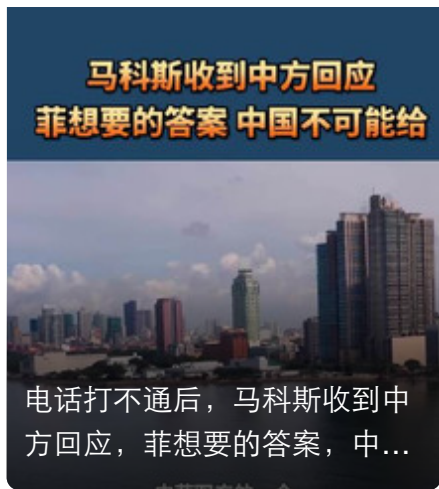 马科斯收到中方回应
菲想要的答案 中国不可能给
电话打不通后，马科斯收到中
方回应，菲想要的答案，中...